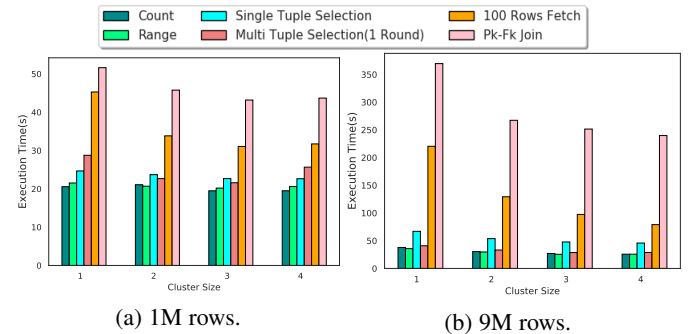 Count Single Tuple Selection 100 Rows Fetch
Range Multi Tuple Selection(1 Round) Pk-Fk Join
Execution Time(s)
50
40
30
20
10
0
1 2 3 4
Cluster Size
(a) 1M rows.
Execution Time(s)
350
300
250
200
150
100
50
0
1 2 3 4
Cluster Size
(b) 9M rows.